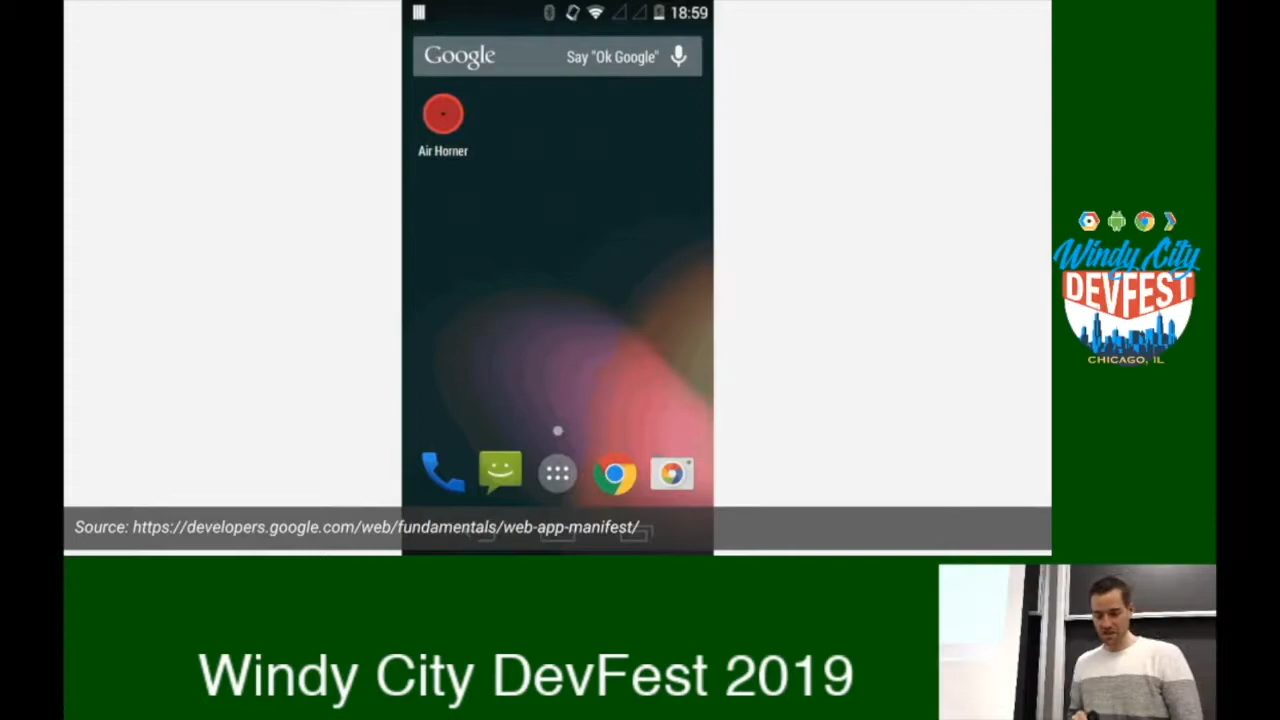 18:59
Google Say "Ok Google"
Air Horner
Source: https://developers.google.com/web/fundamentals/web-app-manifest/
Windy City
DEVFEST
CHICAGO, IL
Windy City DevFest 2019